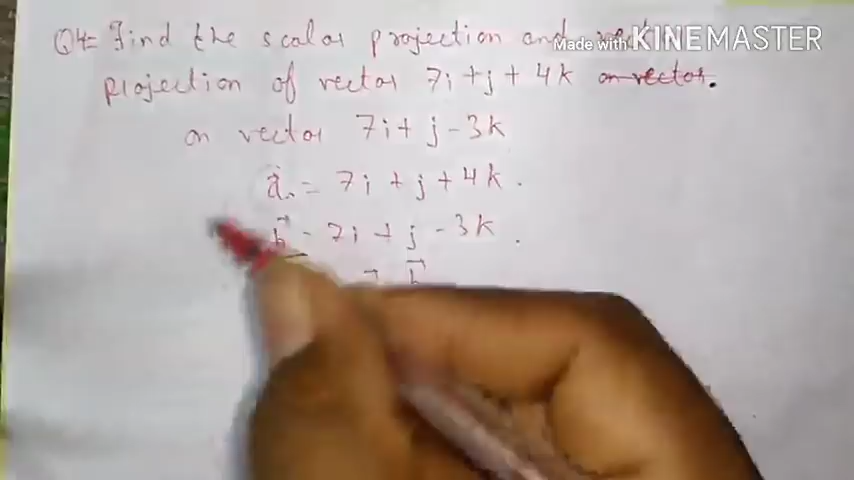 Q4= Find the scalar projection and vect
Made with KINEMASTER
projection of vector 7i + j + 4k on vector.
on vector 7i + j - 3k
a = 7i + j + 4k .
b - 7i + j - 3k .
b